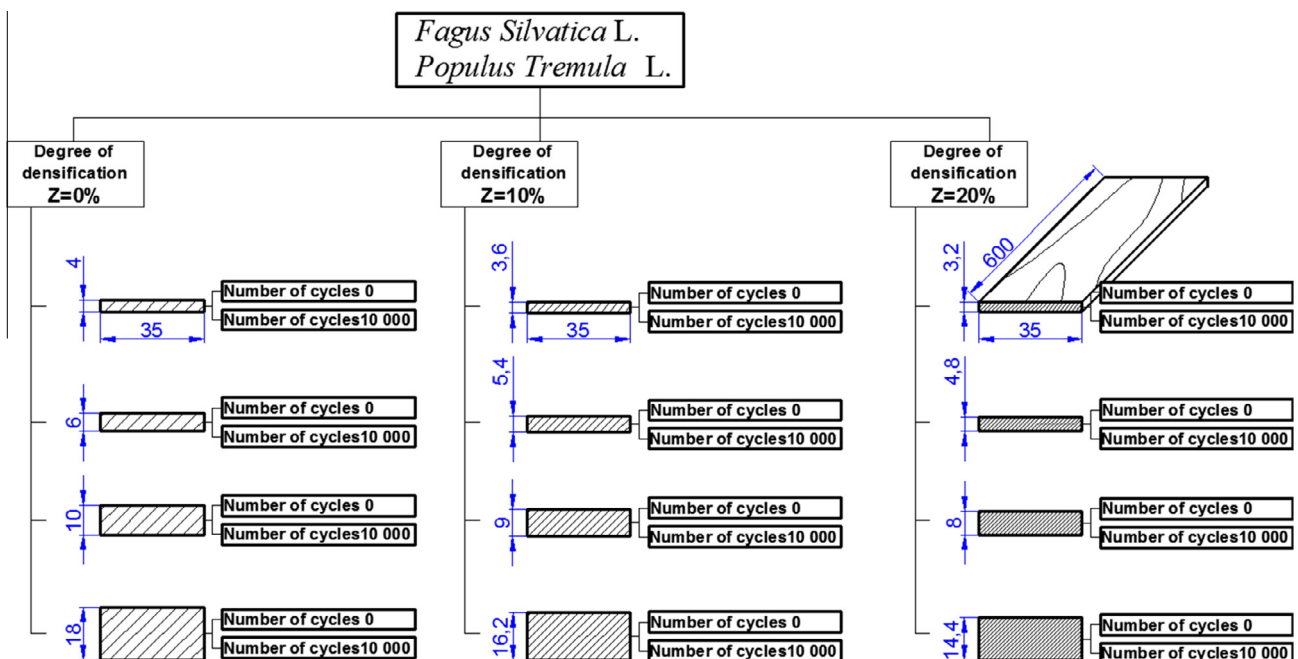 Fagus Silvatica L.
Populus Tremula L.
Degree of
densification
Z=0%
4
35
Number of cycles 0
Number of cycles10 000
6
Number of cycles 0
Number of cycles10 000
10
Number of cycles 0
Number of cycles10 000
18
Number of cycles 0
Number of cycles10 000
Degree of
densification
Z=10%
3,6
35
Number of cycles 0
Number of cycles10 000
5,4
Number of cycles 0
Number of cycles10 000
9
Number of cycles 0
Number of cycles10 000
16,2
Number of cycles 0
Number of cycles10 000
Degree of
densification
Z=20%
600
3,2
35
Number of cycles 0
Number of cycles10 000
4,8
Number of cycles 0
Number of cycles10 000
8
Number of cycles 0
Number of cycles10 000
14,4
Number of cycles 0
Number of cycles10 000